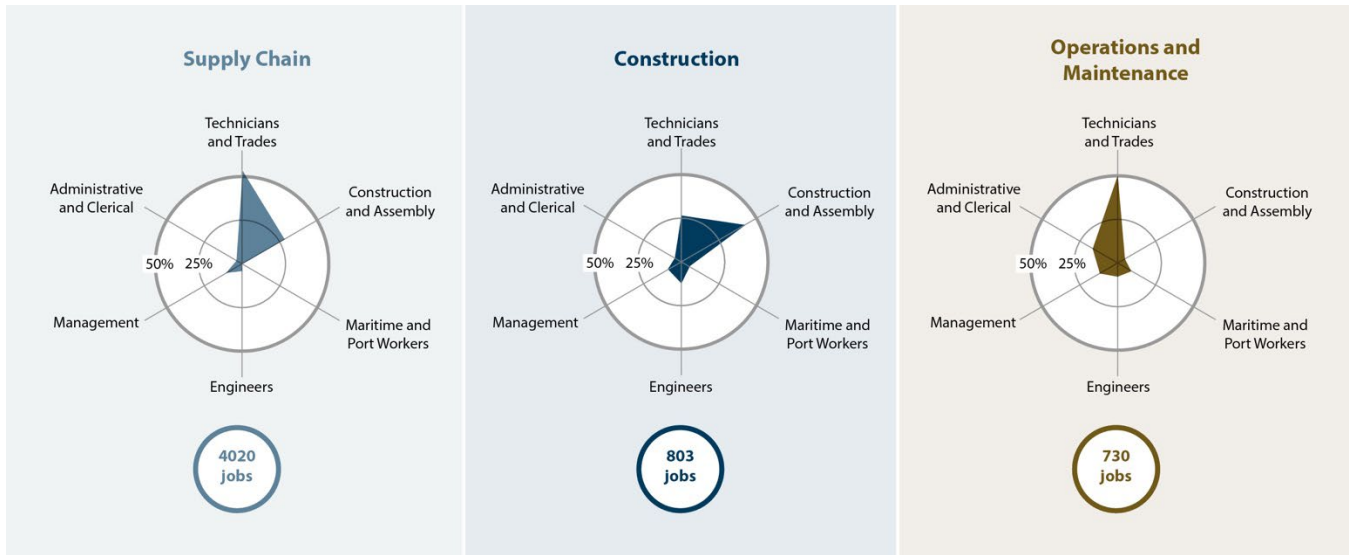 Supply Chain
Technicians
and Trades
Administrative
and Clerical
Construction
and Assembly
50%
25%
Management
Maritime and
Port Workers
Engineers
4020
jobs
Construction
Technicians
and Trades
Administrative
and Clerical
Construction
and Assembly
50%
25%
Management
Maritime and
Port Workers
Engineers
803
jobs
Operations and
Maintenance
Technicians
and Trades
Administrative
and Clerical
Construction
and Assembly
50%
25%
Management
Maritime and
Port Workers
Engineers
730
jobs